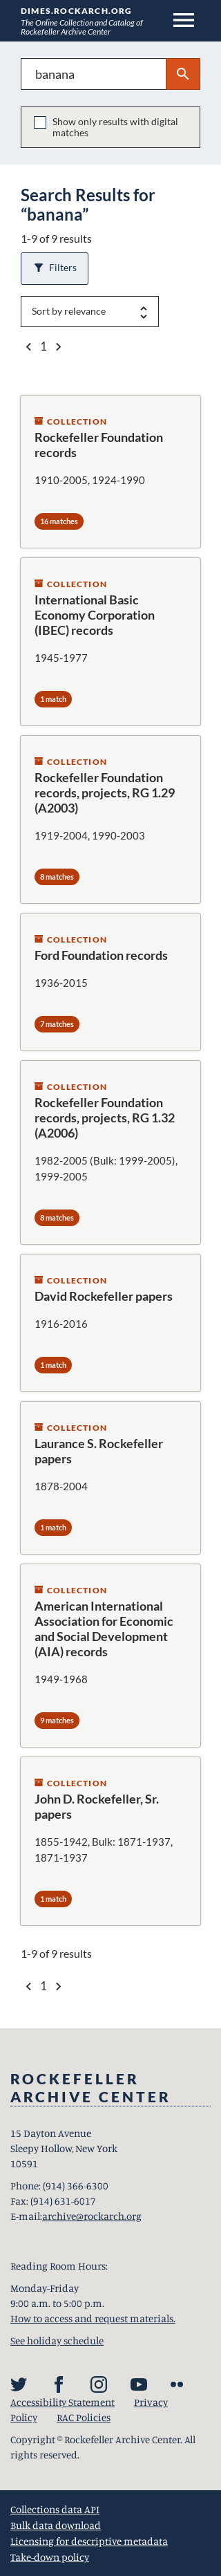 DIMES.ROCKARCH.ORG
The Online Collection and Catalog of
Rockefeller Archive Center
banana
Show only results with digital
matches
Search Results for
“banana”
1-9 of 9 results
Filters
Sort by relevance
1
COLLECTION
Rockefeller Foundation
records
1910-2005, 1924-1990
16 matches
COLLECTION
International Basic
Economy Corporation
(IBEC) records
1945-1977
1 match
COLLECTION
Rockefeller Foundation
records, projects, RG 1.29
(A2003)
1919-2004, 1990-2003
8 matches
COLLECTION
Ford Foundation records
1936-2015
7 matches
COLLECTION
Rockefeller Foundation
records, projects, RG 1.32
(A2006)
1982-2005 (Bulk: 1999-2005),
1999-2005
8 matches
COLLECTION
David Rockefeller papers
1916-2016
1 match
COLLECTION
Laurance S. Rockefeller
papers
1878-2004
1 match
COLLECTION
American International
Association for Economic
and Social Development
(AIA) records
1949-1968
9 matches
COLLECTION
John D. Rockefeller, Sr.
papers
1855-1942, Bulk: 1871-1937,
1871-1937
1 match
1-9 of 9 results
1
ROCKEFELLER
ARCHIVE CENTER
15 Dayton Avenue
Sleepy Hollow, New York
10591
Phone: (914) 366-6300
Fax: (914) 631-6017
E-mail:archive@rockarch.org
Reading Room Hours:
Monday-Friday
9:00 a.m. to 5:00 p.m.
How to access and request materials.
See holiday schedule
Accessibility Statement Privacy
Policy RAC Policies
Copyright © Rockefeller Archive Center. All
rights reserved.
Collections data API
Bulk data download
Licensing for descriptive metadata
Take-down policy